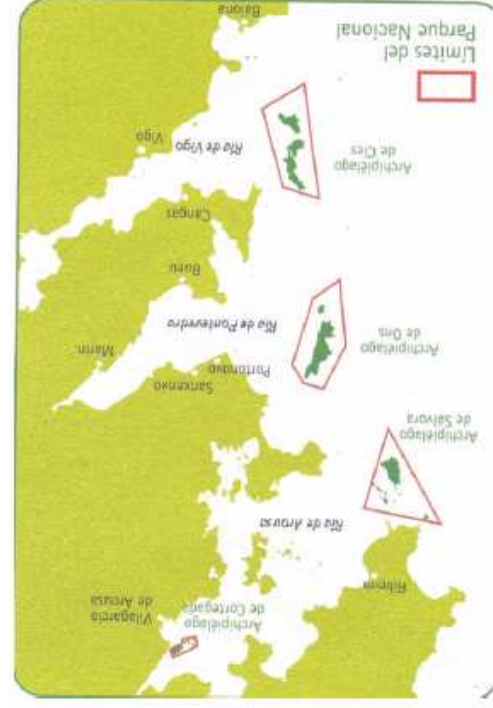 Archipiélago
de Cortegada
Vilagarcía
de Arousa
Ribeira
Ría de Arousa
Archipiélago
de Sálvora
Sanxenxo
Portonovo
Marín
Archipiélago
de Ons
Ría de Pontevedra
Bueu
Cangas
Archipiélago
de Cíes
Ría de Vigo
Vigo
Límites del
Parque Nacional
Baiona